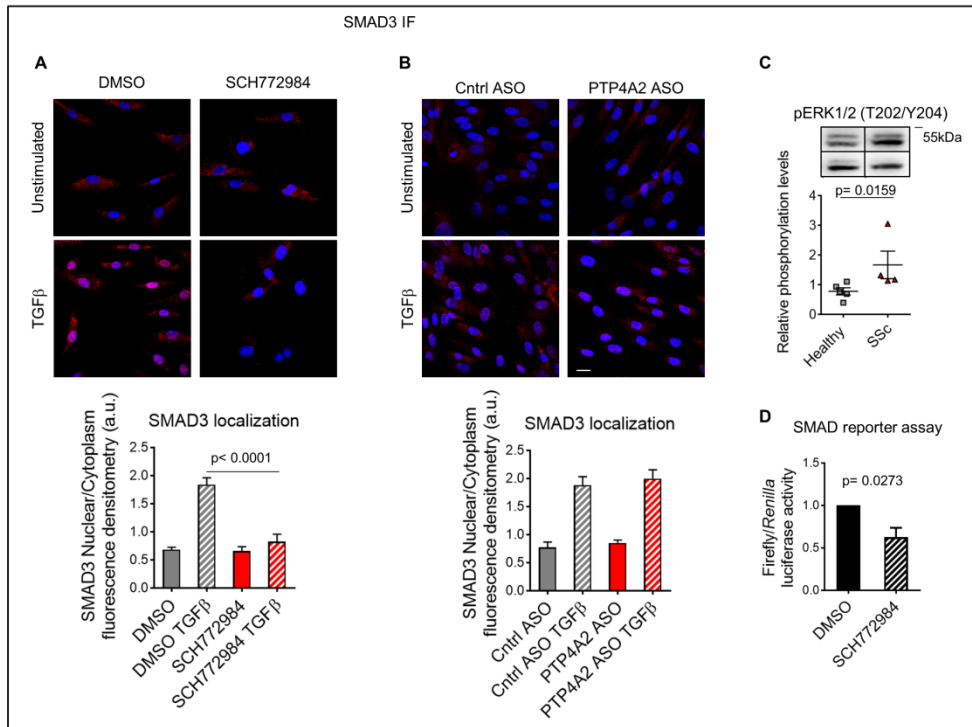 SMAD3 IF
A
DMSO
SCH772984
Unstimulated
TGFβ
SMAD3 localization
SMAD3 Nuclear/Cytoplasm
fluorescence densitometry (a.u.)
2.5
2.0
1.5
1.0
0.5
0.0
p< 0.0001
DMSO
DMSO TGFβ
SCH772984
SCH772984 TGFβ
B
Cntrl ASO
PTP4A2 ASO
Unstimulated
TGFβ
SMAD3 localization
SMAD3 Nuclear/Cytoplasm
fluorescence densitometry (a.u.)
2.5
2.0
1.5
1.0
0.5
0.0
Cntrl ASO
Cntrl ASO TGFβ
PTP4A2 ASO
PTP4A2 ASO TGFβ
C
pERK1/2 (T202/Y204)
55kDa
p= 0.0159
Relative phosphorylation levels
4
3
2
1
0
Healthy
SSc
D
SMAD reporter assay
Firefly/Renilla
luciferase activity
1.5
1.0
0.5
0.0
p= 0.0273
DMSO
SCH772984